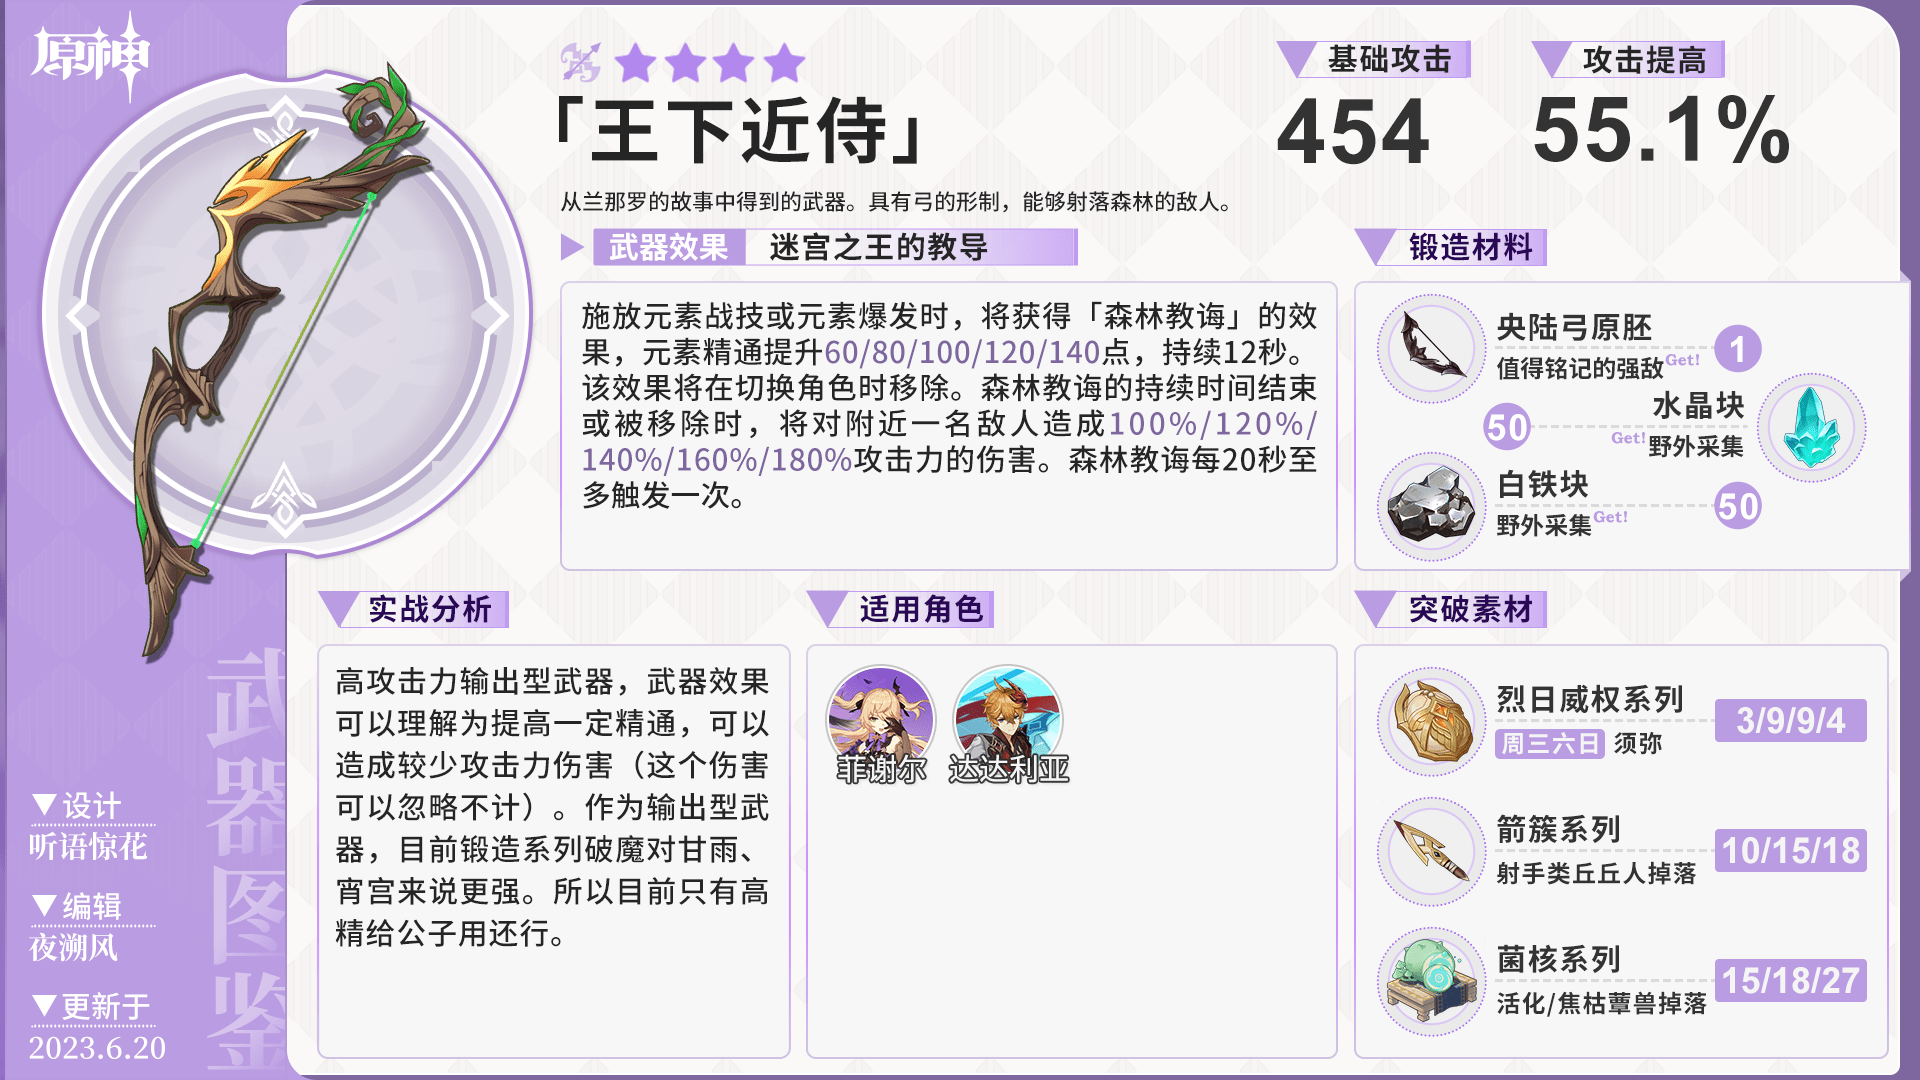 原神
「王下近侍」
从兰那罗的故事中得到的武器。具有弓的形制，能够射落森林的敌人。
基础攻击
454
攻击提高
55.1%
武器效果 迷宫之王的教导
施放元素战技或元素爆发时，将获得「森林教诲」的效
果，元素精通提升60/80/100/120/140点，持续12秒。
该效果将在切换角色时移除。森林教诲的持续时间结束
或被移除时，将对附近一名敌人造成100%/120%/
140%/160%/180%攻击力的伤害。森林教诲每20秒至
多触发一次。
锻造材料
央陆弓原胚
值得铭记的强敌Get!
1
水晶块
Get!野外采集
50
白铁块
野外采集Get!
50
实战分析
高攻击力输出型武器，武器效果
可以理解为提高一定精通，可以
造成较少攻击力伤害（这个伤害
可以忽略不计）。作为输出型武
器，目前锻造系列破魔对甘雨、
宵宫来说更强。所以目前只有高
精给公子用还行。
适用角色
菲谢尔
达达利亚
突破素材
烈日威权系列
周三六日 须弥
3/9/9/4
箭簇系列
射手类丘丘人掉落
10/15/18
菌核系列
活化/焦枯蕈兽掉落
15/18/27
武器图鉴
▼设计
听语惊花
▼编辑
夜溯风
▼更新于
2023.6.20